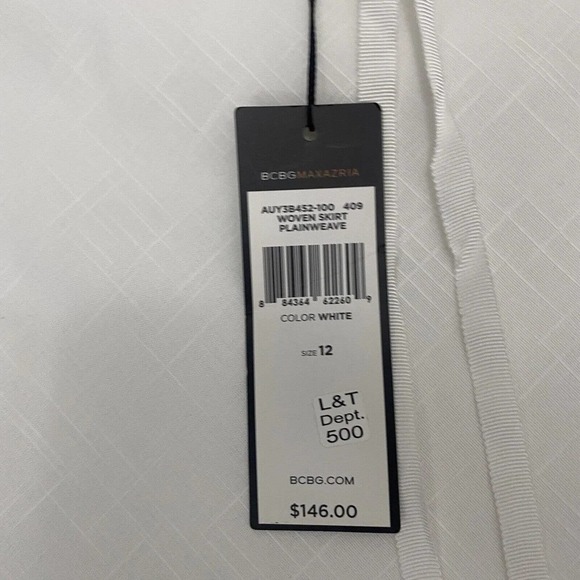 BCBGMAXAZRIA
AUY3B4S2-100 409
WOVEN SKIRT
PLAINWEAVE
8 84364 62260 9
COLOR WHITE
SIZE 12
L&T
Dept.
500
BCBG.COM
$146.00